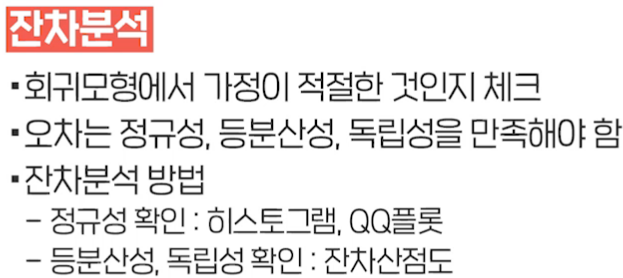 잔차분석
▪회귀모형에서 가정이 적절한 것인지 체크
▪오차는 정규성, 등분산성, 독립성을 만족해야 함
▪잔차분석 방법
– 정규성 확인 : 히스토그램, QQ플롯
– 등분산성, 독립성 확인 : 잔차산점도